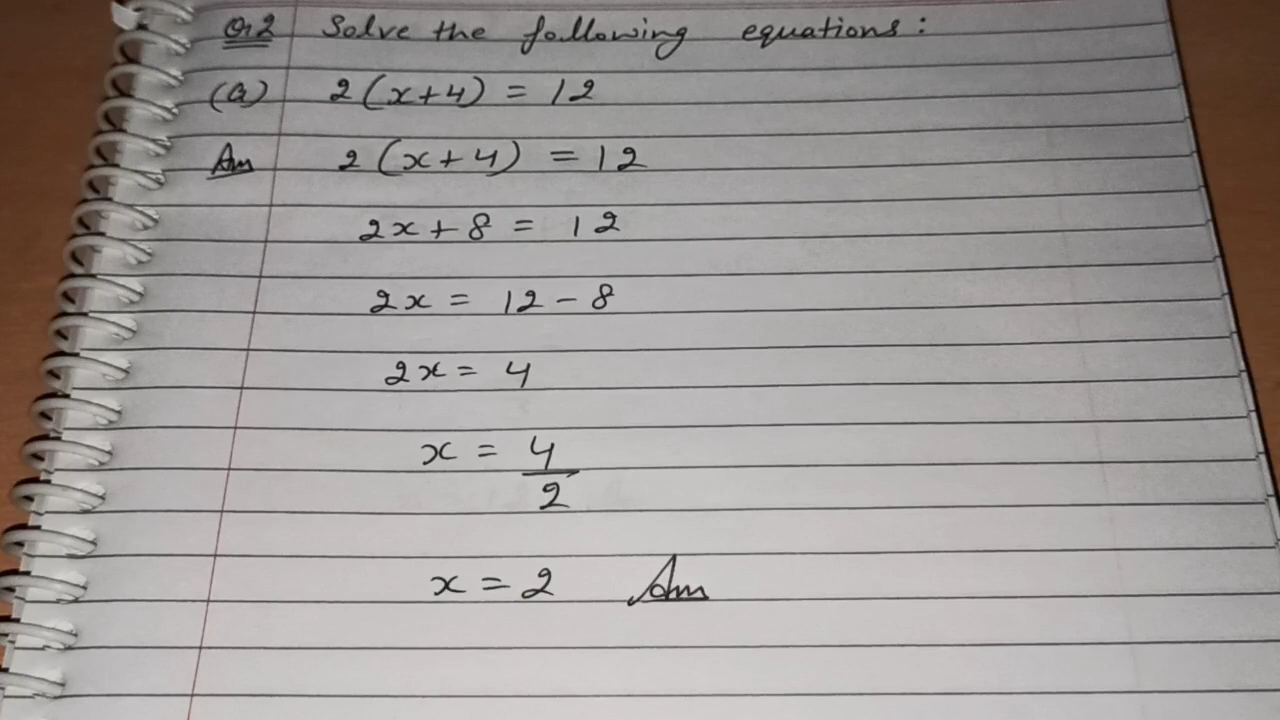 Qn2 Solve the following equations:
(a) 2(x+4) = 12
Ans 2(x+4) = 12
2x+8 = 12
2x = 12-8
2x = 4
x = 4/2
x = 2 Ans